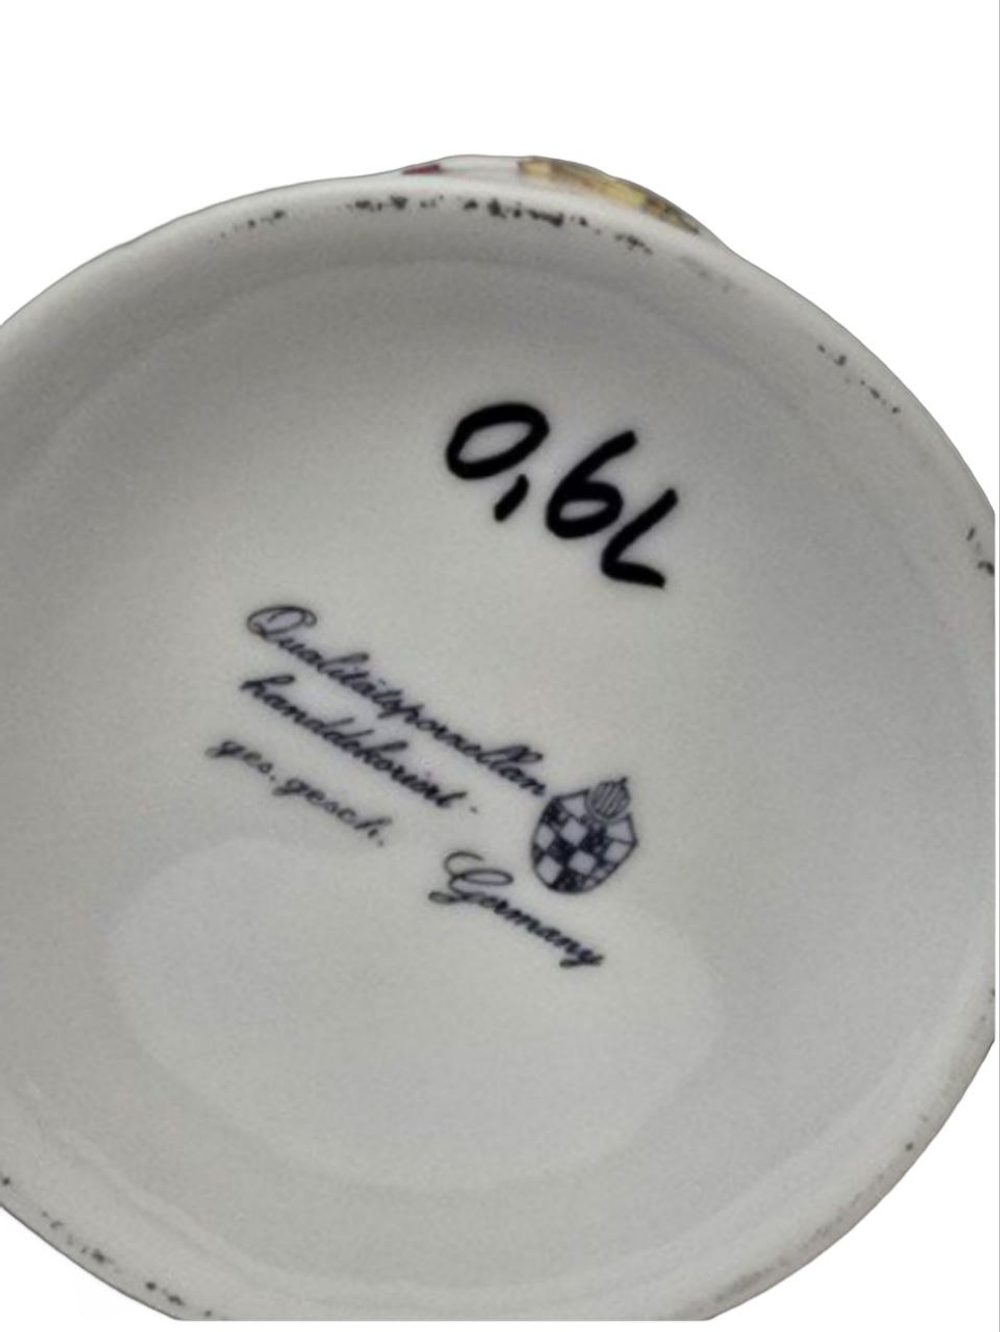 0,6L
Qualitätsporzellan
handdekoriert -
ges. gesch.
Germany